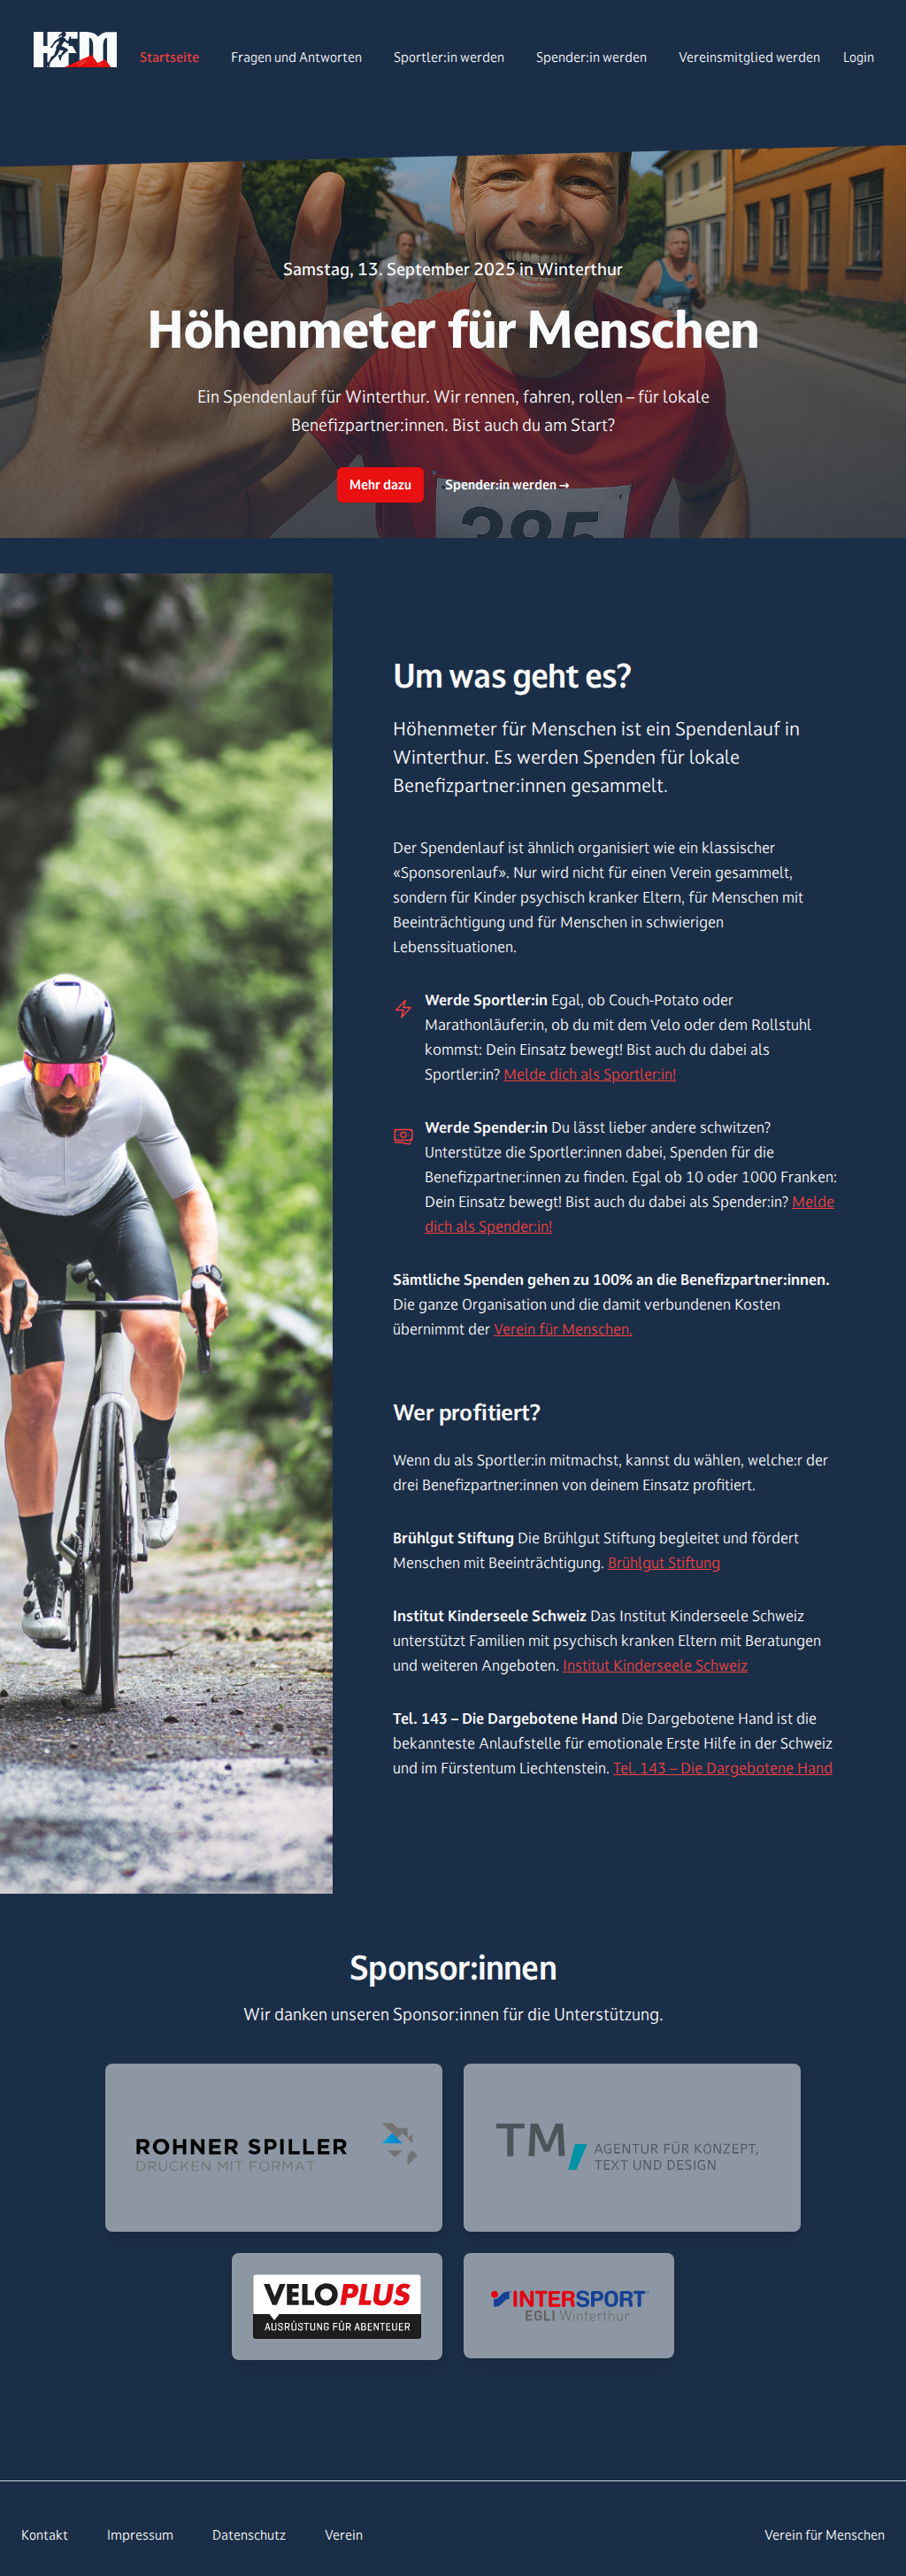 HFM
Startseite
Fragen und Antworten
Sportler:in werden
Spender:in werden
Vereinsmitglied werden
Login
Samstag, 13. September 2025 in Winterthur
Höhenmeter für Menschen
Ein Spendenlauf für Winterthur. Wir rennen, fahren, rollen – für lokale
Benefizpartner:innen. Bist auch du am Start?
Mehr dazu
Spender:in werden →
385
Um was geht es?
Höhenmeter für Menschen ist ein Spendenlauf in
Winterthur. Es werden Spenden für lokale
Benefizpartner:innen gesammelt.
Der Spendenlauf ist ähnlich organisiert wie ein klassischer
«Sponsorenlauf». Nur wird nicht für einen Verein gesammelt,
sondern für Kinder psychisch kranker Eltern, für Menschen mit
Beeinträchtigung und für Menschen in schwierigen
Lebenssituationen.
Werde Sportler:in Egal, ob Couch-Potato oder
Marathonläufer:in, ob du mit dem Velo oder dem Rollstuhl
kommst: Dein Einsatz bewegt! Bist auch du dabei als
Sportler:in? Melde dich als Sportler:in!
Werde Spender:in Du lässt lieber andere schwitzen?
Unterstütze die Sportler:innen dabei, Spenden für die
Benefizpartner:innen zu finden. Egal ob 10 oder 1000 Franken:
Dein Einsatz bewegt! Bist auch du dabei als Spender:in? Melde
dich als Spender:in!
Sämtliche Spenden gehen zu 100% an die Benefizpartner:innen.
Die ganze Organisation und die damit verbundenen Kosten
übernimmt der Verein für Menschen.
Wer profitiert?
Wenn du als Sportler:in mitmachst, kannst du wählen, welche:r der
drei Benefizpartner:innen von deinem Einsatz profitiert.
Brühlgut Stiftung Die Brühlgut Stiftung begleitet und fördert
Menschen mit Beeinträchtigung. Brühlgut Stiftung
Institut Kinderseele Schweiz Das Institut Kinderseele Schweiz
unterstützt Familien mit psychisch kranken Eltern mit Beratungen
und weiteren Angeboten. Institut Kinderseele Schweiz
Tel. 143 – Die Dargebotene Hand Die Dargebotene Hand ist die
bekannteste Anlaufstelle für emotionale Erste Hilfe in der Schweiz
und im Fürstentum Liechtenstein. Tel. 143 – Die Dargebotene Hand
Sponsor:innen
Wir danken unseren Sponsor:innen für die Unterstützung.
ROHNER SPILLER
DRUCKEN MIT FORMAT
TM
AGENTUR FÜR KONZEPT,
TEXT UND DESIGN
VELOPLUS
AUSRÜSTUNG FÜR ABENTEUER
INTERSPORT
EGLI Winterthur
Kontakt
Impressum
Datenschutz
Verein
Verein für Menschen